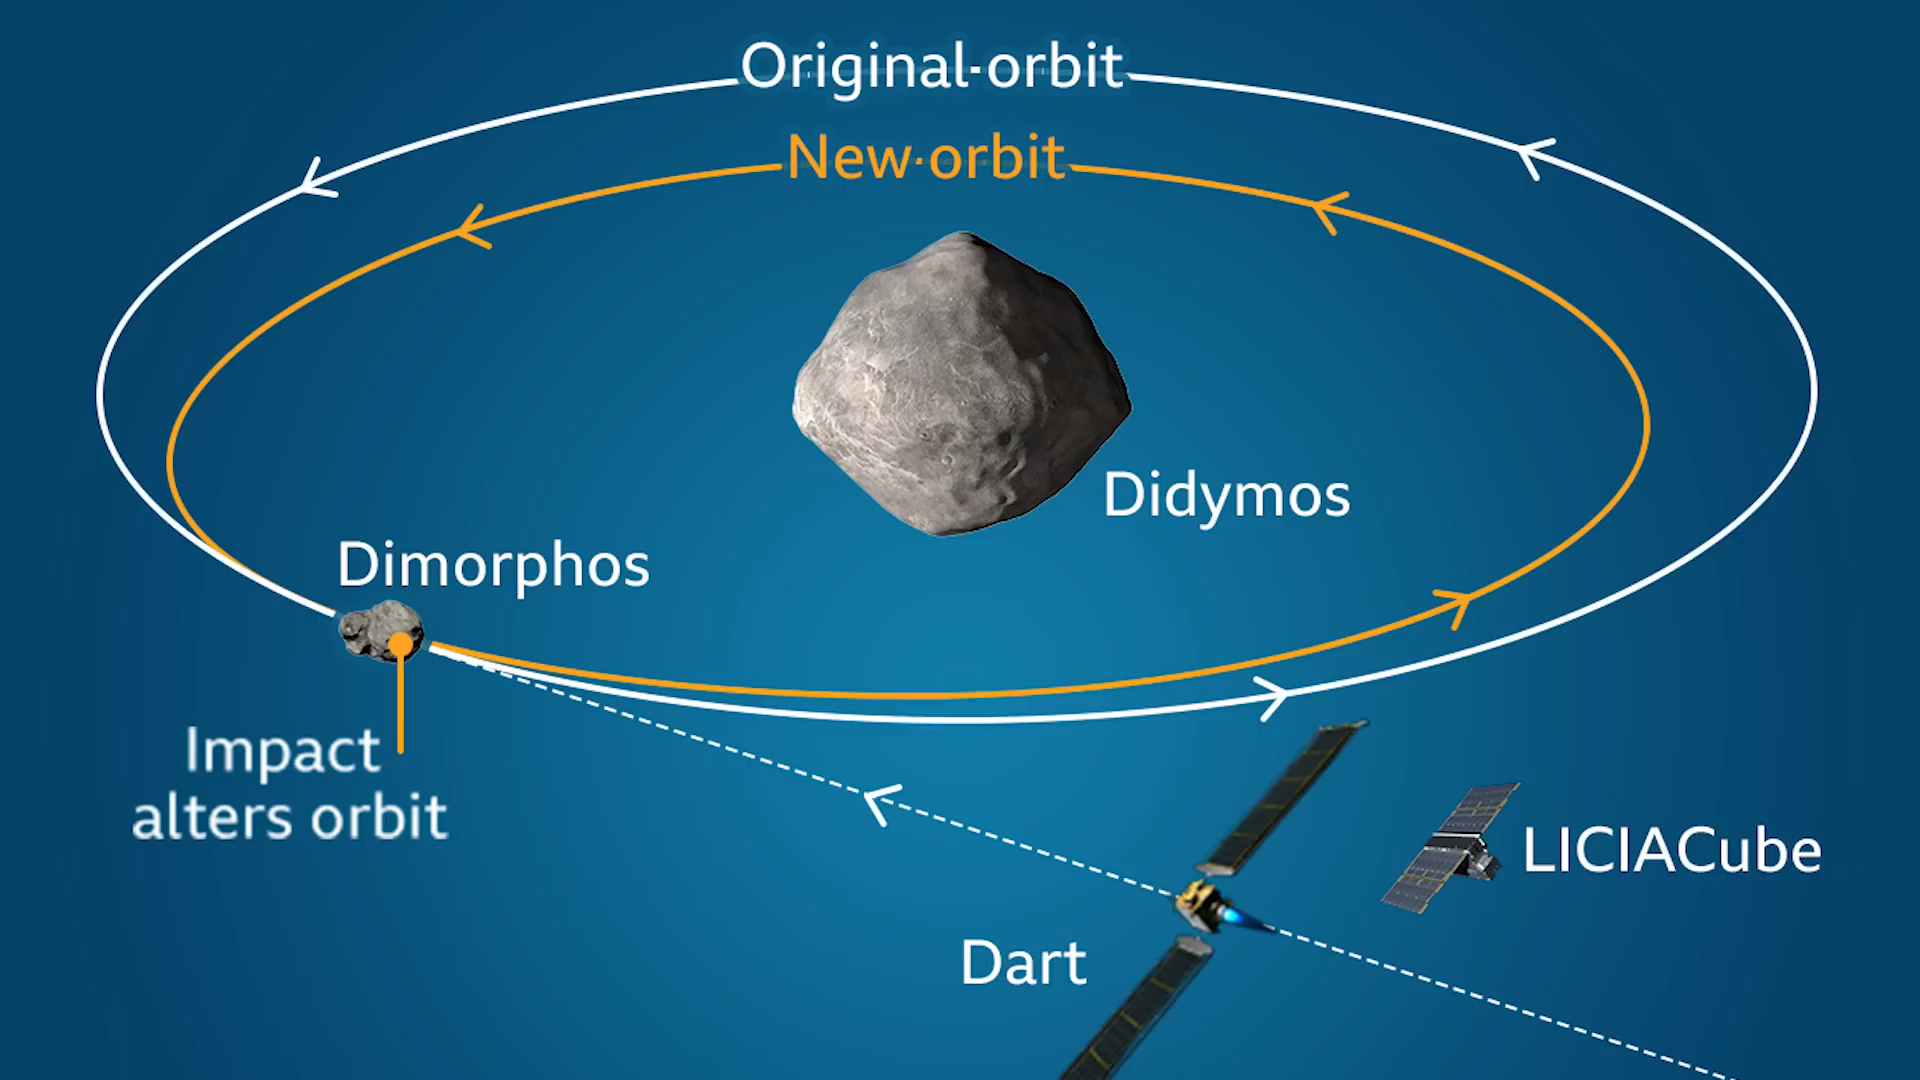 Original orbit
New orbit
Didymos
Dimorphos
Impact
alters orbit
LICIACube
Dart